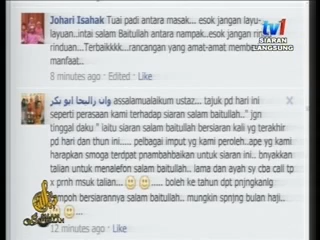 Johari Isahak Tuai padi antara masak... esok jangan layu-
layuan..intai salam Baitullah antara nampak...esok jangan rin
rinduan...Terbaikkkk...rancangan yang amat-amat membe
manfaat..
8 minutes ago · Edited · Like
tv1
SIARAN
LANGSUNG
وان زاليحا ابو بكر assalamualaikum ustaz... tajuk pd hari ini
seperti perasaan kami terhadap siaran salam baitullah.." jgn
tinggal daku " iaitu siaran salam baitullah bersiaran kali yg terakhir
pd hari dan thun ini..... pelbagai imput yg kami peroleh..ape yg kami
harapkan smoga terdpat pnambahbaikan untuk siaran ini.. bnyakkan
talian untuk menalefon salam baitullah. lama dan ayah sy cba call tp
x prnh msuk talian... ..... boleh ke tahun dpt pnjngkanlg
tempoh bersiarannya salam baitullah. mungkin spnjng bulan haji..

12 minutes ago · Like